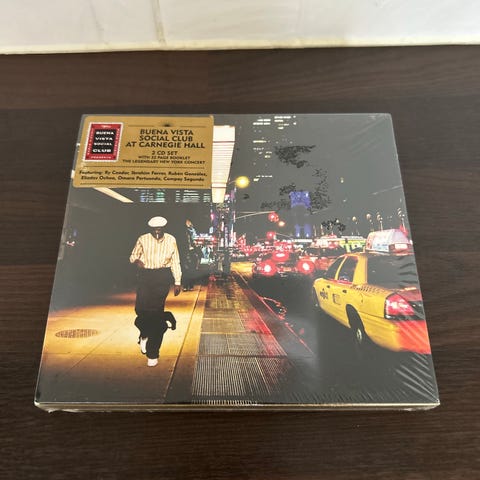 BUENA
VISTA
SOCIAL
CLUB
PRESENTS
BUENA VISTA
SOCIAL CLUB
AT CARNEGIE HALL
2 CD SET
WITH 32 PAGE BOOKLET
THE LEGENDARY NEW YORK CONCERT
Featuring: Ry Cooder, Ibrahim Ferrer, Rubén González,
Eliades Ochoa, Omara Portuondo, Compay Segundo